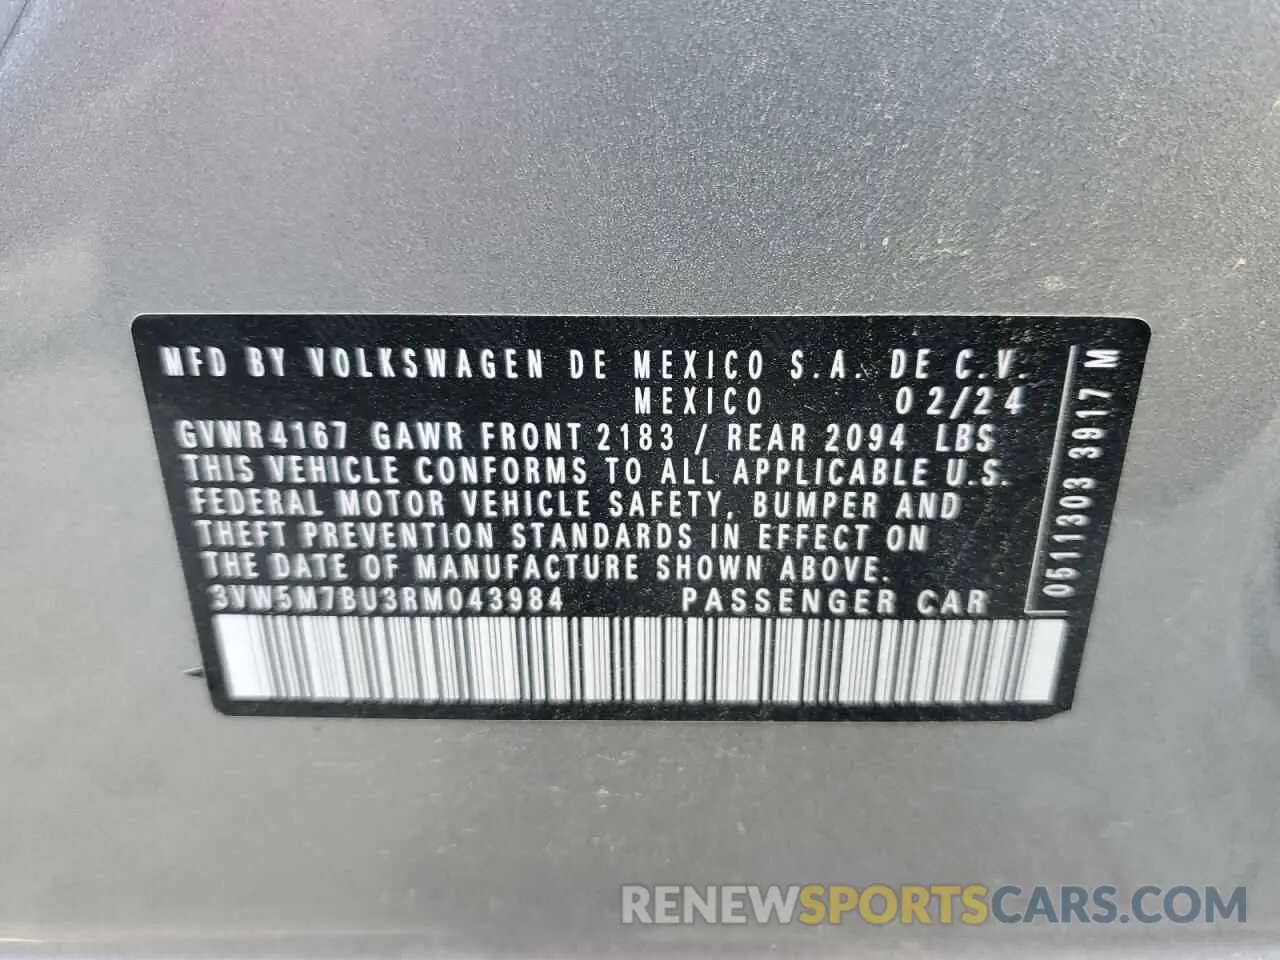 MFD BY VOLKSWAGEN DE MEXICO S.A. DE C.V.
MEXICO 02/24
GVWR 4167 GAWR FRONT 2183 / REAR 2094 LBS
THIS VEHICLE CONFORMS TO ALL APPLICABLE U.S.
FEDERAL MOTOR VEHICLE SAFETY, BUMPER AND
THEFT PREVENTION STANDARDS IN EFFECT ON
THE DATE OF MANUFACTURE SHOWN ABOVE.
3VW5M7BU3RM043984 PASSENGER CAR
0511303 3917 M
RENEWSPORTSCARS.COM